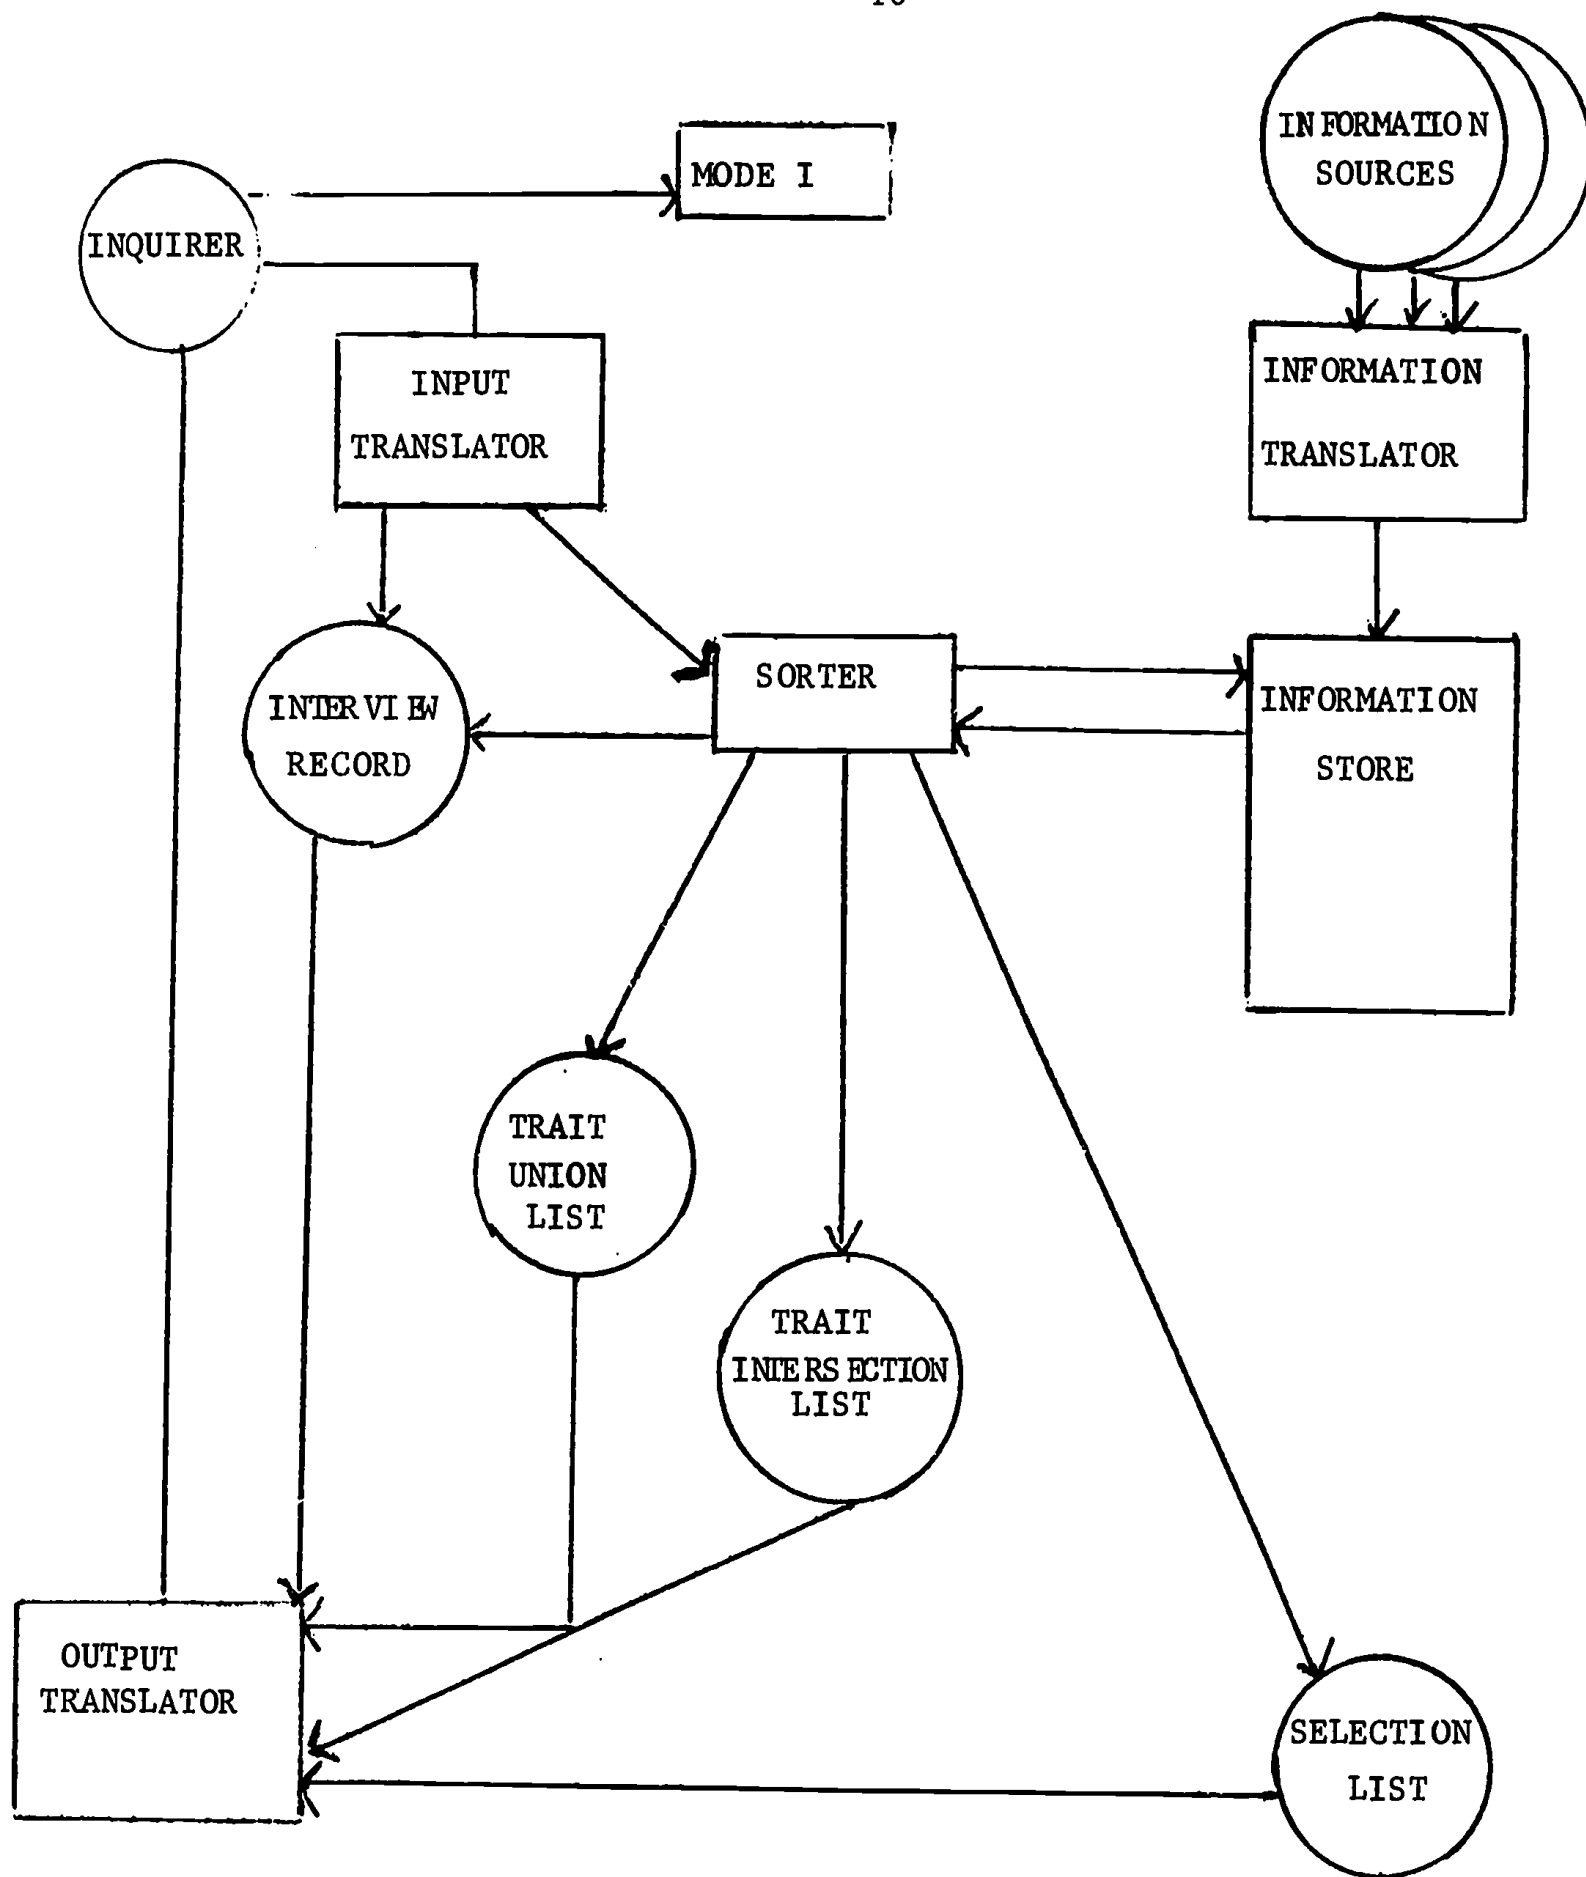 INFORMATION
SOURCES
MODE I
INQUIRER
INPUT
TRANSLATOR
INFORMATION
TRANSLATOR
SORTER
INTERVIEW
RECORD
INFORMATION
STORE
TRAIT
UNION
LIST
TRAIT
INTERSECTION
LIST
OUTPUT
TRANSLATOR
SELECTION
LIST